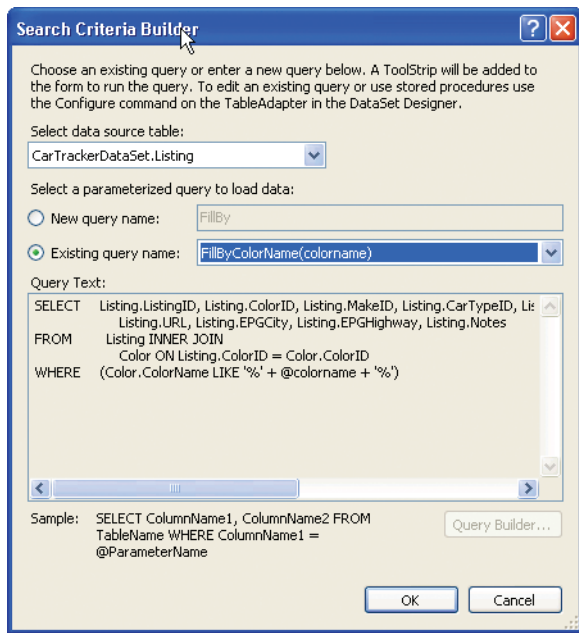 Search Criteria Builder
Choose an existing query or enter a new query below. A ToolStrip will be added to
the form to run the query. To edit an existing query or use stored procedures use
the Configure command on the TableAdapter in the DataSet Designer.
Select data source table:
CarTrackerDataSet.Listing
Select a parameterized query to load data:
New query name: FillBy
Existing query name: FillByColorName(colorname)
Query Text:
SELECT Listing.ListingID, Listing.ColorID, Listing.MakeID, Listing.CarTypeID,
Listing.URL, Listing.EPGCity, Listing.EPGHighway, Listing.Notes
FROM Listing INNER JOIN
Color ON Listing.ColorID = Color.ColorID
WHERE (Color.ColorName LIKE '%' + @colorname + '%')
Sample: SELECT ColumnName1, ColumnName2 FROM
TableName WHERE ColumnName1 =
@ParameterName
Query Builder...
OK Cancel